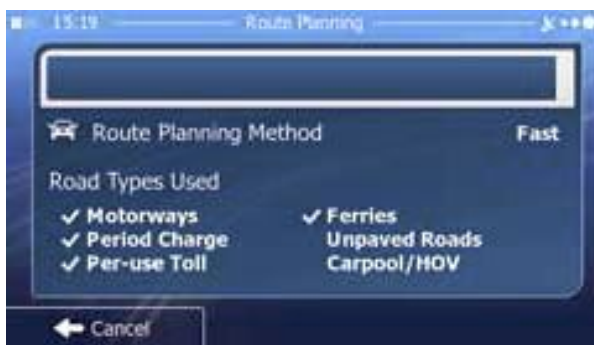 15:19 Route Planning
Route Planning Method Fast
Road Types Used
Motorways Ferries
Period Charge Unpaved Roads
Per-use Toll Carpool/HOV
Cancel